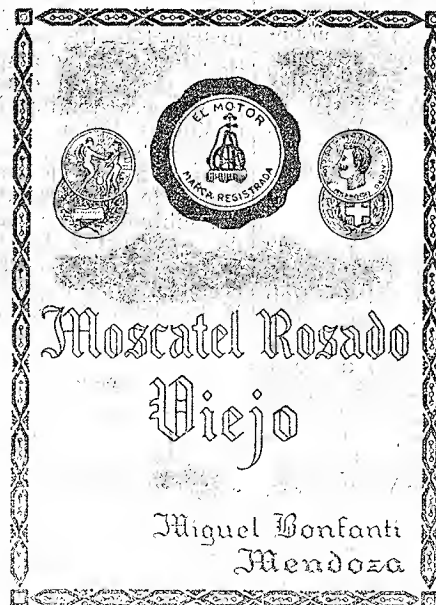 EL MOTOR
MARCA REGISTRADA
Moscatel Rosado
Viejo
Miguel Bonfanti
Mendoza